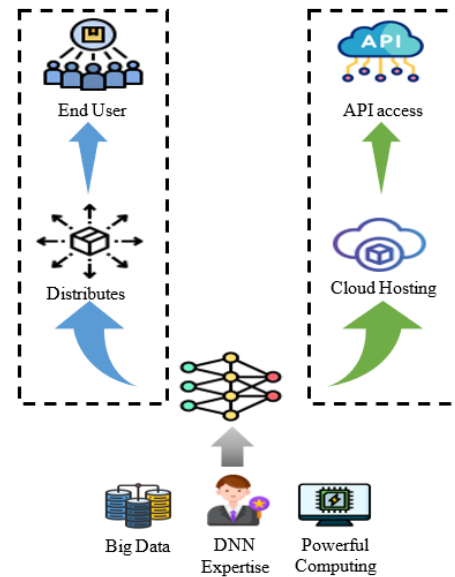 API
End User
API access
Distributes
Cloud Hosting
Big Data
DNN
Expertise
Powerful
Computing